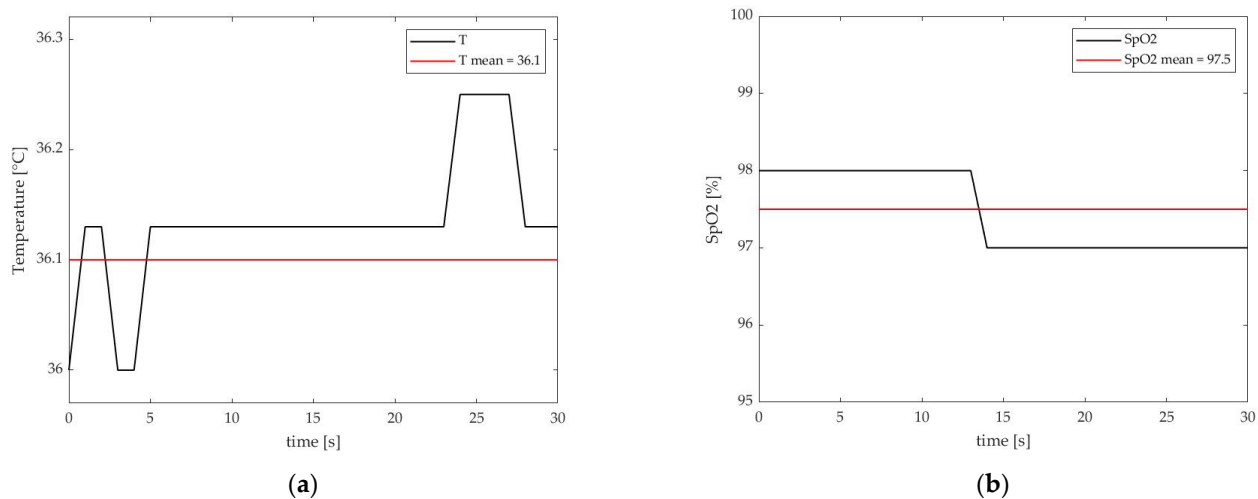 36.3
36.2
36.1
36
Temperature [°C]
T
T mean = 36.1
0 5 10 15 20 25 30
time [s]
(a)
100
99
98
97
96
95
SpO2 [%]
SpO2
SpO2 mean = 97.5
0 5 10 15 20 25 30
time [s]
(b)